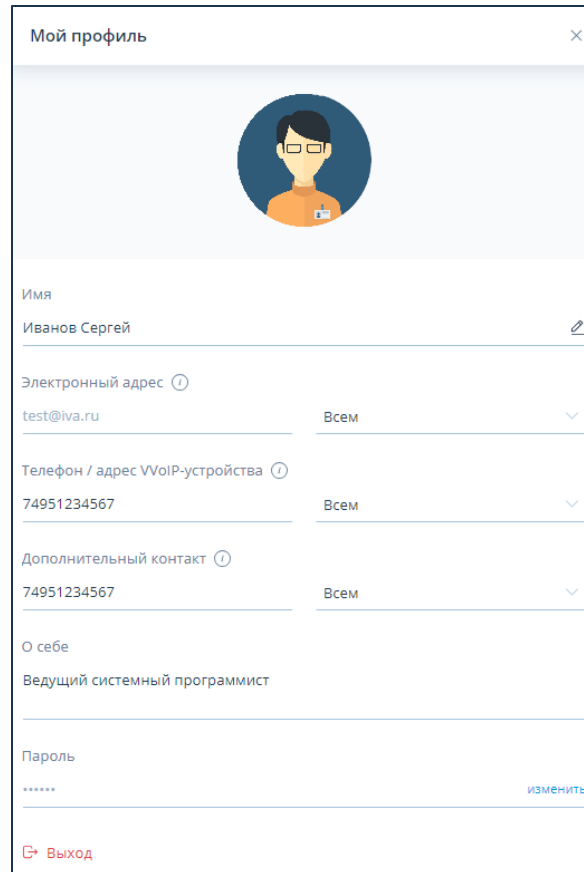 Мой профиль
Имя
Иванов Сергей
Электронный адрес
test@iva.ru Всем
Телефон / адрес VVoIP-устройства
74951234567 Всем
Дополнительный контакт
74951234567 Всем
О себе
Ведущий системный программист
Пароль
•••••• изменить
Выход